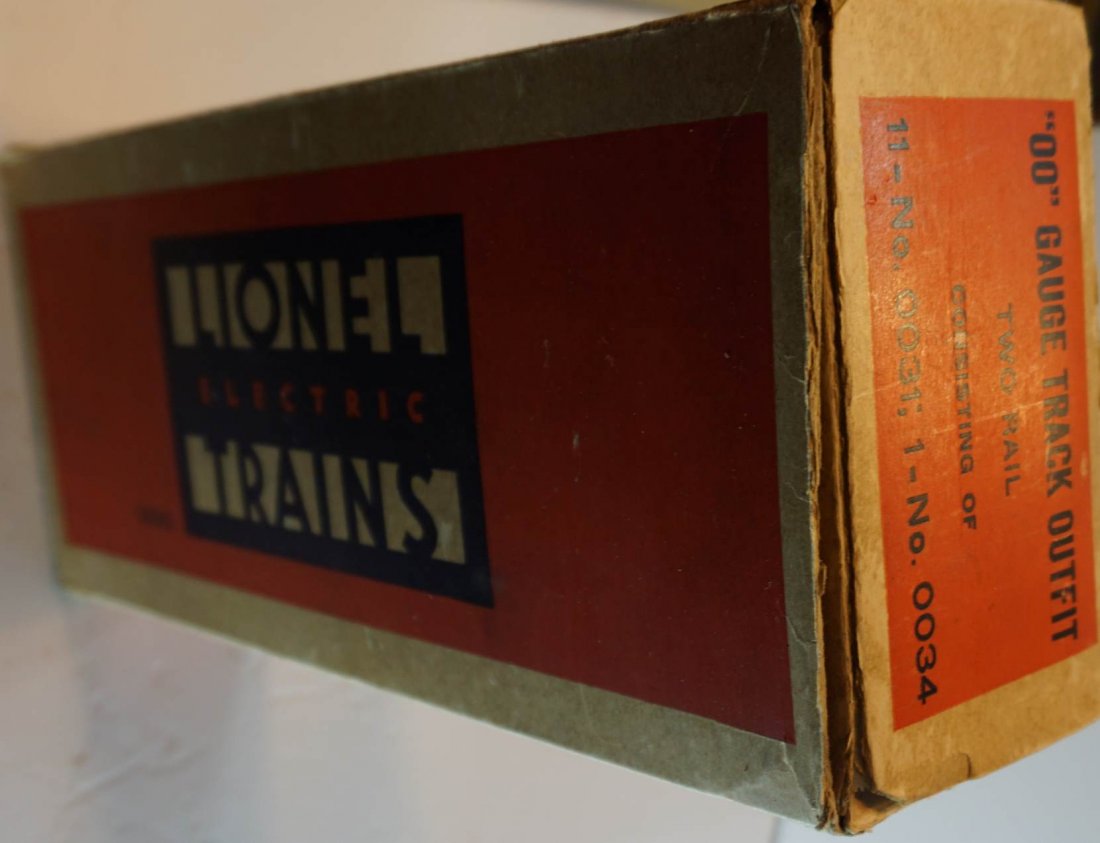 LIONEL
ELECTRIC
TRAINS
"OO" GAUGE TRACK OUTFIT
TWO RAIL
CONSISTING OF
11-No. 0031; 1-No. 0034